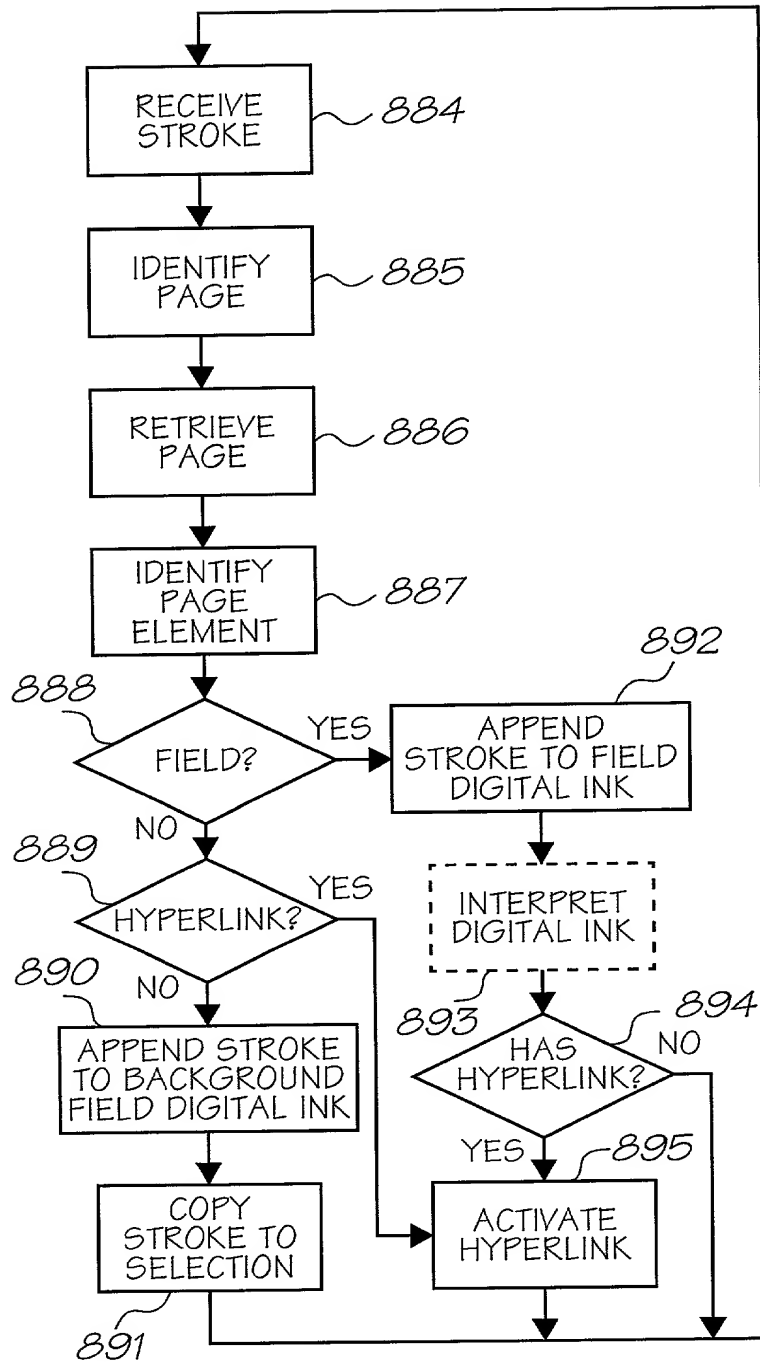 RECEIVE
STROKE
884
IDENTIFY
PAGE
885
RETRIEVE
PAGE
886
IDENTIFY
PAGE
ELEMENT
887
888
FIELD?
YES
NO
892
APPEND
STROKE TO FIELD
DIGITAL INK
889
HYPERLINK?
YES
NO
INTERPRET
DIGITAL INK
893
890
APPEND STROKE
TO BACKGROUND
FIELD DIGITAL INK
894
HAS
HYPERLINK?
NO
YES
895
COPY
STROKE TO
SELECTION
891
ACTIVATE
HYPERLINK